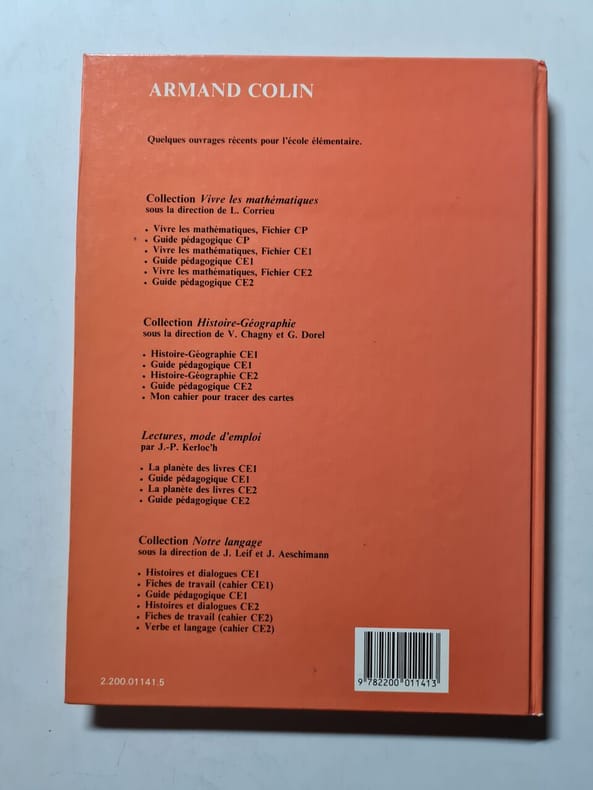 ARMAND COLIN
Quelques ouvrages récents pour l'école élémentaire.
Collection Vivre les mathématiques
sous la direction de L. Corrieu
• Vivre les mathématiques, Fichier CP
• Guide pédagogique CP
• Vivre les mathématiques, Fichier CE1
• Guide pédagogique CE1
• Vivre les mathématiques, Fichier CE2
• Guide pédagogique CE2
Collection Histoire-Géographie
sous la direction de V. Chagny et G. Dorel
• Histoire-Géographie CE1
• Guide pédagogique CE1
• Histoire-Géographie CE2
• Guide pédagogique CE2
• Mon cahier pour tracer des cartes
Lectures, mode d'emploi
par J.-P. Kerloc'h
• La planète des livres CE1
• Guide pédagogique CE1
• La planète des livres CE2
• Guide pédagogique CE2
Collection Notre langage
sous la direction de J. Leif et J. Aeschimann
• Histoires et dialogues CE1
• Fiches de travail (cahier CE1)
• Guide pédagogique CE1
• Histoires et dialogues CE2
• Fiches de travail (cahier CE2)
• Verbe et langage (cahier CE2)
2.200.01141.5
9 782200 011413